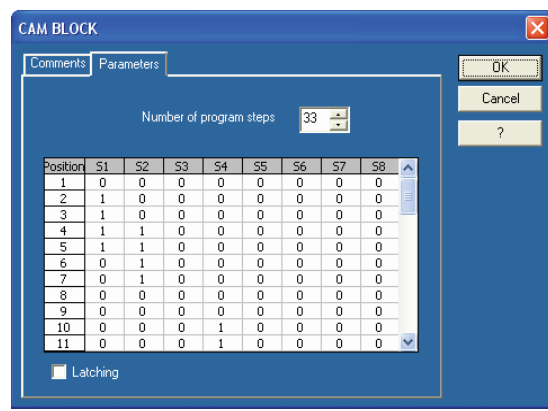 CAM BLOCK
Comments Parameters
OK
Cancel
?
Number of program steps 33
Position S1 S2 S3 S4 S5 S6 S7 S8
1 0 0 0 0 0 0 0 0
2 1 0 0 0 0 0 0 0
3 1 0 0 0 0 0 0 0
4 1 1 0 0 0 0 0 0
5 1 1 0 0 0 0 0 0
6 0 1 0 0 0 0 0 0
7 0 1 0 0 0 0 0 0
8 0 0 0 0 0 0 0 0
9 0 0 0 0 0 0 0 0
10 0 0 0 1 0 0 0 0
11 0 0 0 1 0 0 0 0
Latching